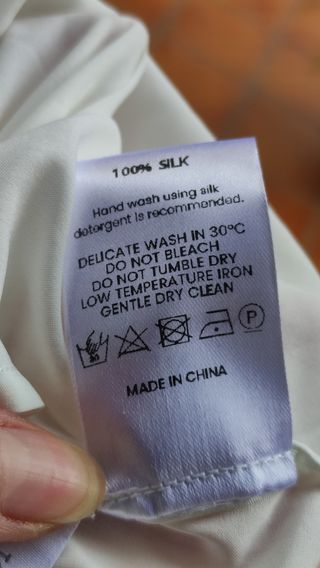 100% SILK
Hand wash using silk
detergent is recommended.
DELICATE WASH IN 30°C
DO NOT BLEACH
DO NOT TUMBLE DRY
LOW TEMPERATURE IRON
GENTLE DRY CLEAN
P
MADE IN CHINA